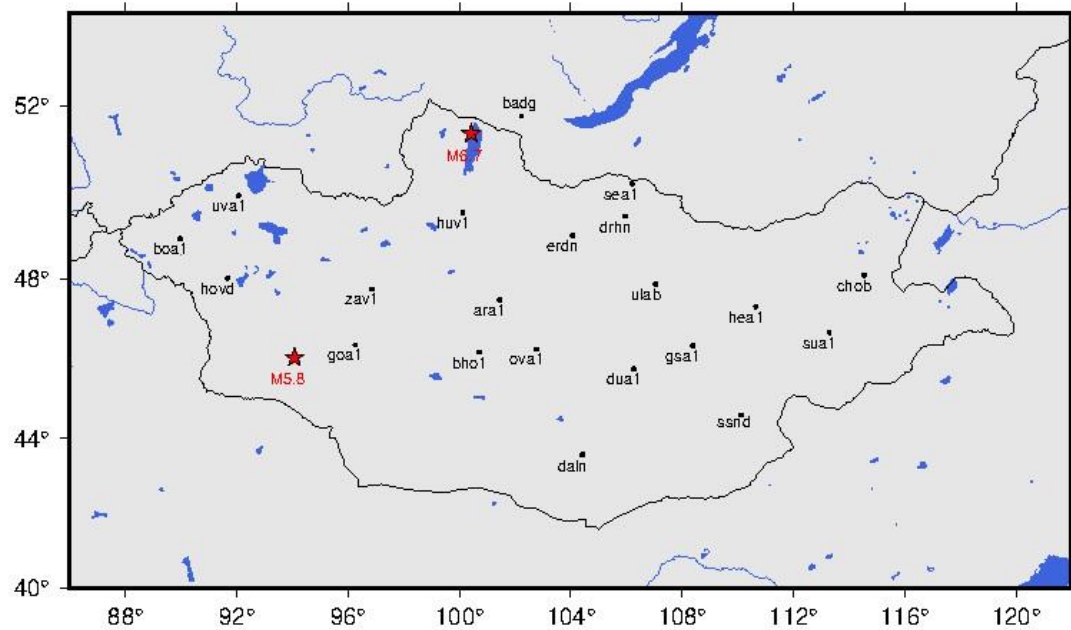 52°
48°
44°
40°
badg
M6.7
sea1
uva1
huv1
drhn
erdn
boa1
hovd
zav1
ara1
ulab
chob
hea1
goa1
bho1
ova1
gsa1
sua1
M5.8
dua1
ssnd
daln
88°
92°
96°
100°
104°
108°
112°
116°
120°